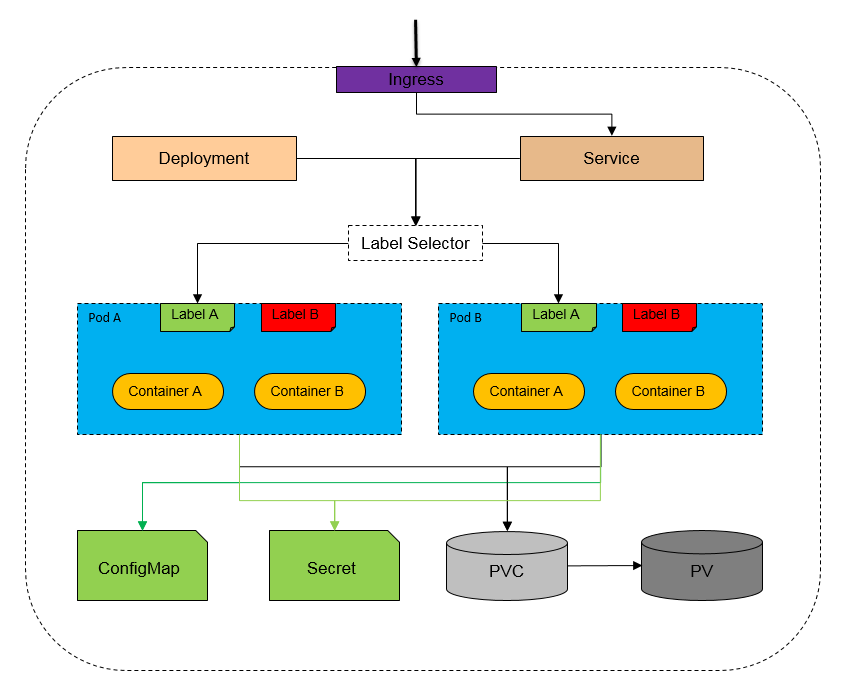 Ingress
Deployment
Service
Label Selector
Pod A
Label A
Label B
Pod B
Label A
Label B
Container A
Container B
Container A
Container B
ConfigMap
Secret
PVC
PV